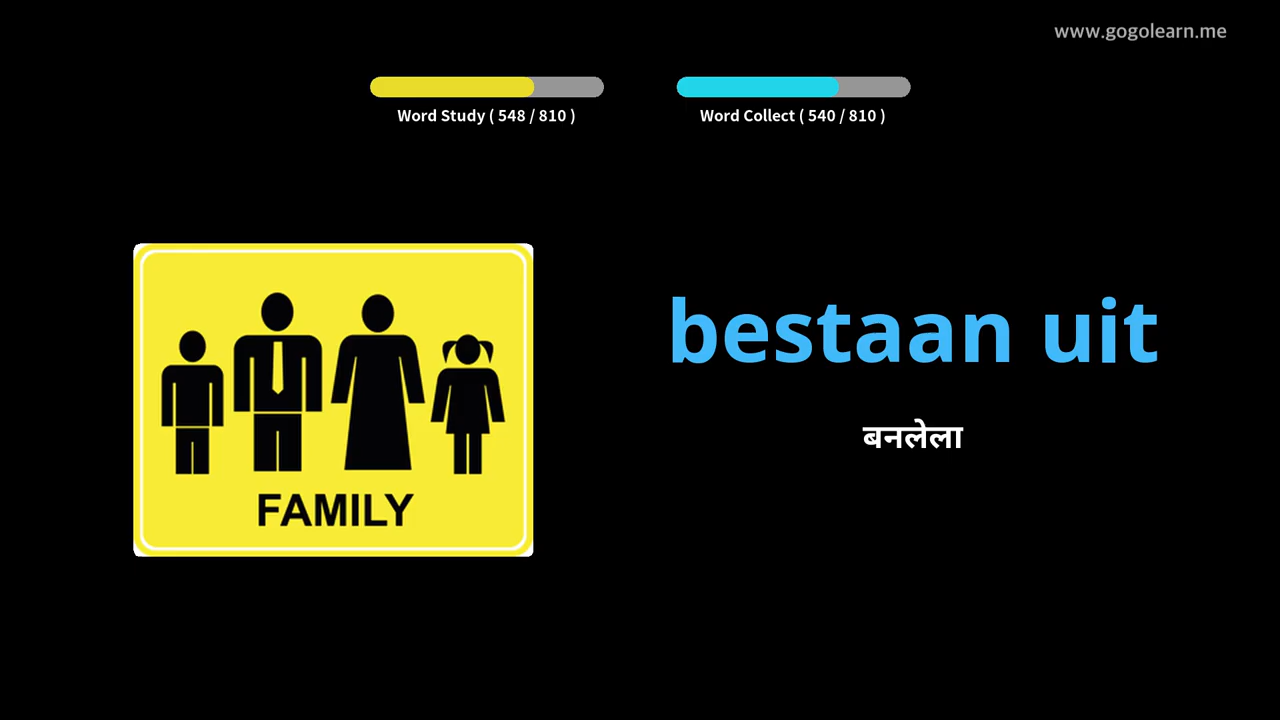 www.gogolearn.me
Word Study ( 548 / 810 )
Word Collect ( 540 / 810 )
FAMILY
bestaan uit
बनलेला